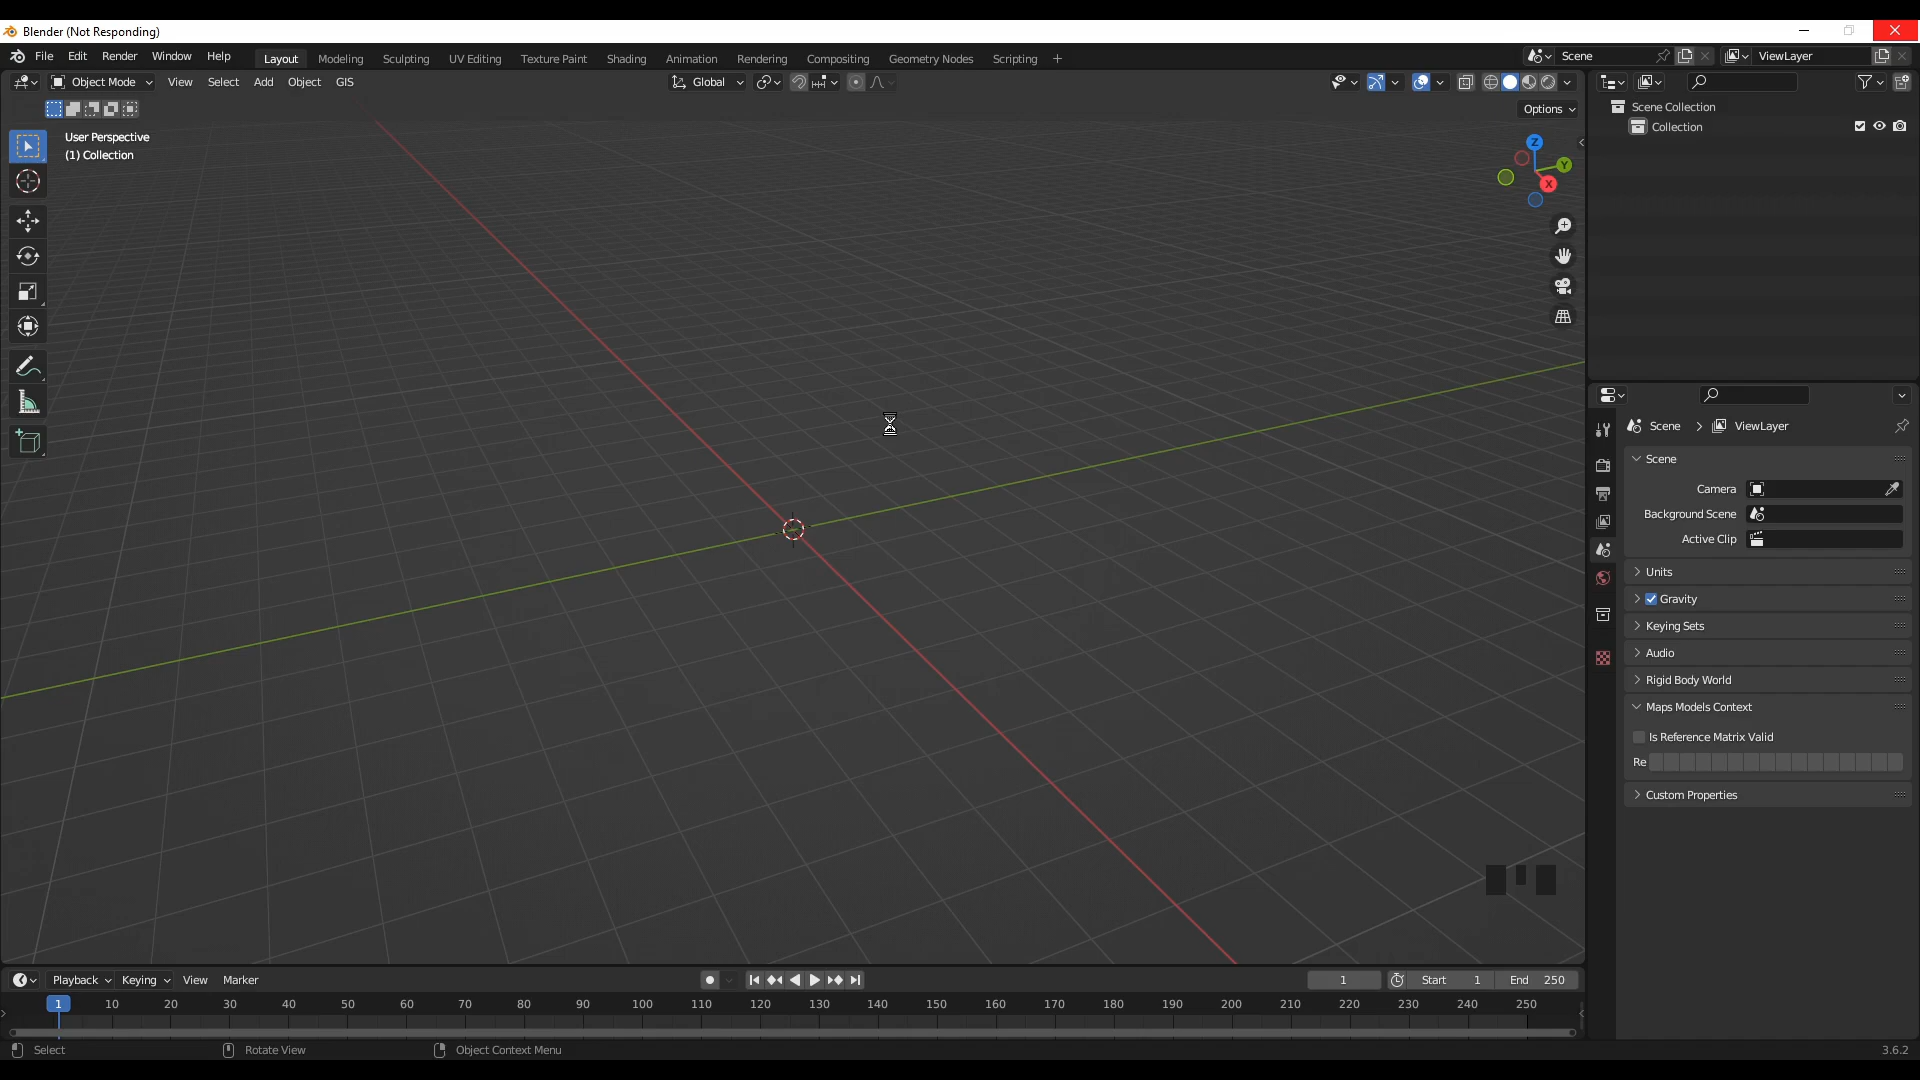 Blender (Not Responding)
File Edit Render Window Help Layout Modeling Sculpting UV Editing Texture Paint Shading Animation Rendering Compositing Geometry Nodes Scripting + Scene ViewLayer
Object Mode View Select Add Object GIS Global
Options
User Perspective
(1) Collection
Z
Y
X
Scene Collection
Collection
Scene > ViewLayer
Scene
Camera
Background Scene
Active Clip
Units
Gravity
Keying Sets
Audio
Rigid Body World
Maps Models Context
Is Reference Matrix Valid
Re
Custom Properties
Playback Keying View Marker 1 Start 1 End 250
1 10 20 30 40 50 60 70 80 90 100 110 120 130 140 150 160 170 180 190 200 210 220 230 240 250
Select Rotate View Object Context Menu 3.6.2